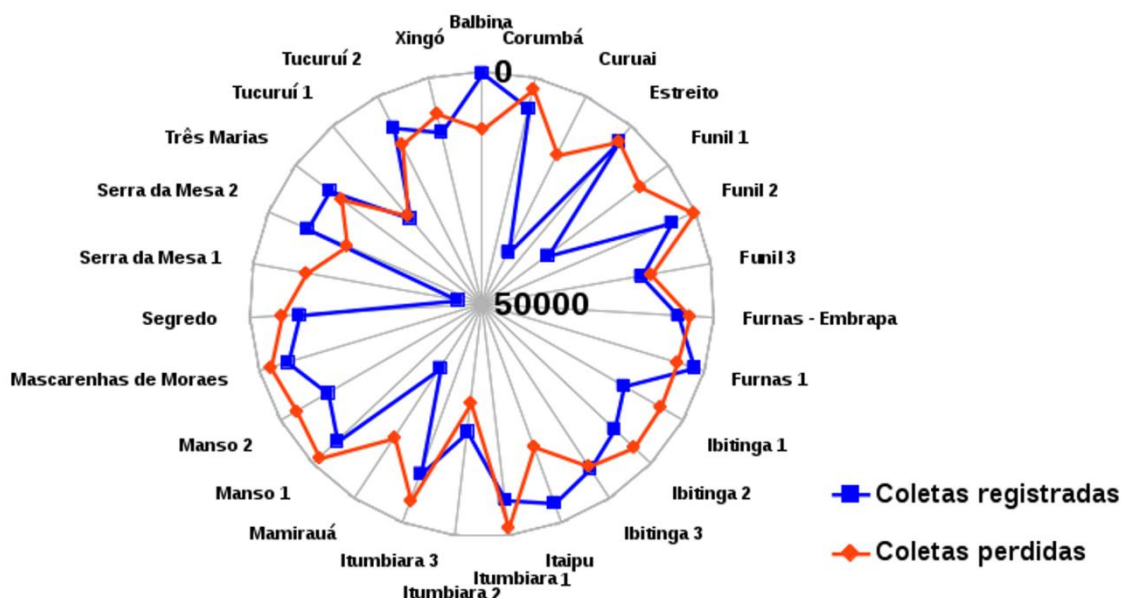 Balbina
Xingó
Corumbá
Tucuruí 2
Curuai
0
Tucuruí 1
Estreito
Três Marias
Funil 1
Serra da Mesa 2
Funil 2
Serra da Mesa 1
Funil 3
50000
Segredo
Furnas - Embrapa
Mascarenhas de Moraes
Furnas 1
Manso 2
Ibitinga 1
Manso 1
Ibitinga 2
Mamirauá
Ibitinga 3
Itumbiara 3
Itaipu
Itumbiara 2
Itumbiara 1
Coletas registradas
Coletas perdidas